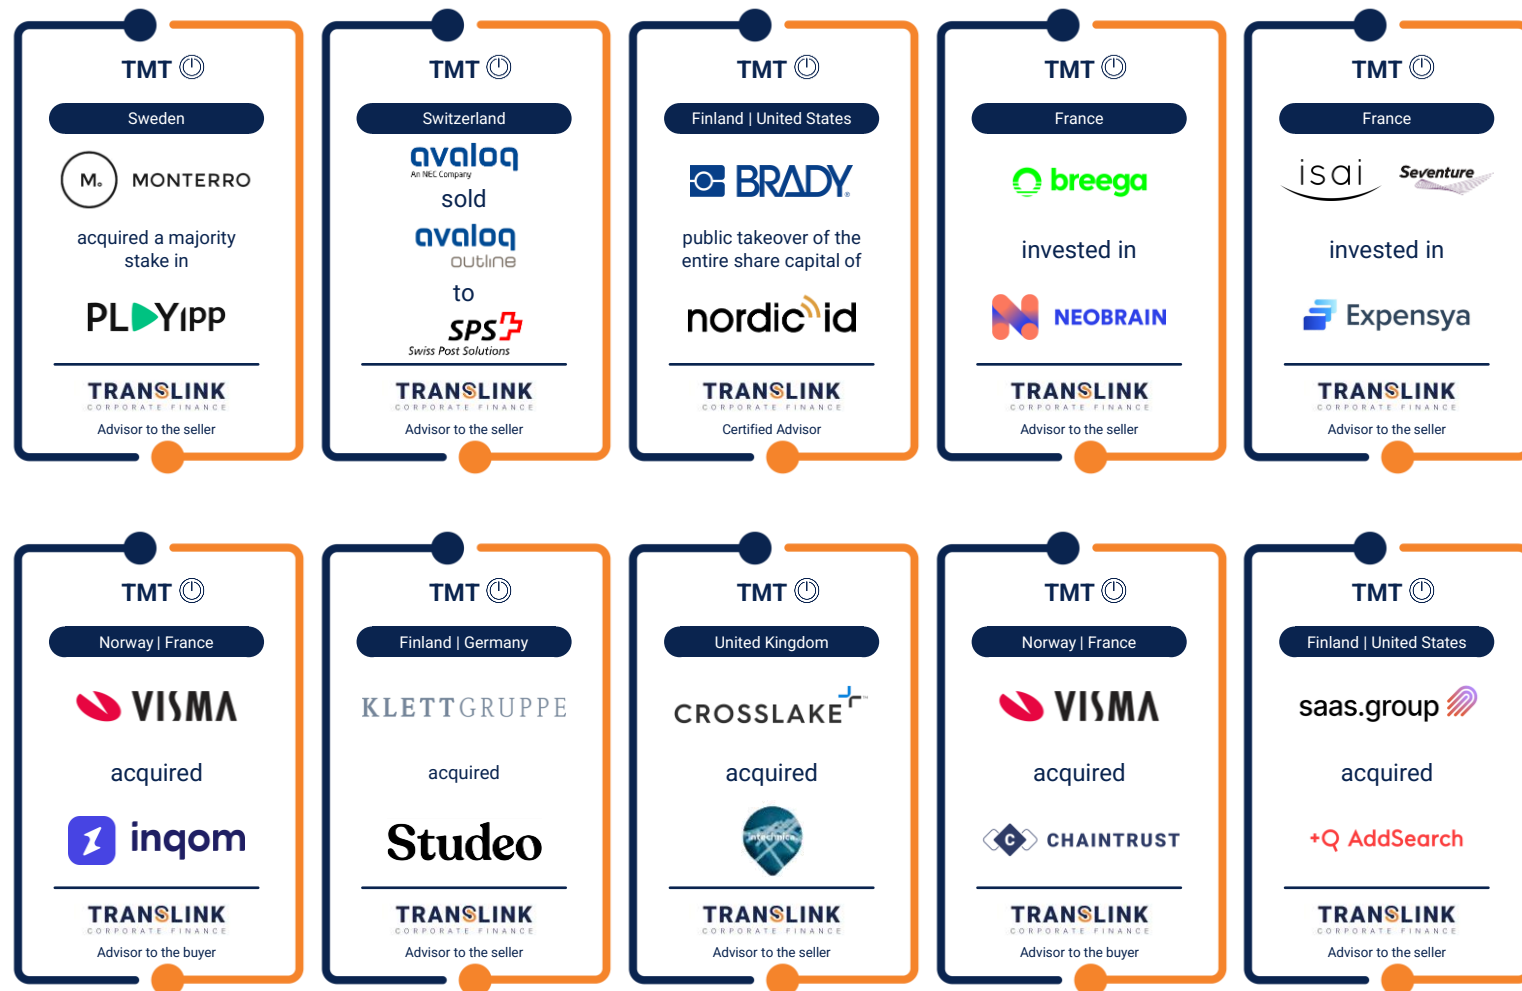 TMT
Sweden
M.
MONTERRO
acquired a majority
stake in
PLAYipp
TRANSLINK
CORPORATE FINANCE
Advisor to the seller
TMT
Switzerland
avaloq
An NEC Company
sold
avaloq
outline
to
SPS
Swiss Post Solutions
TRANSLINK
CORPORATE FINANCE
Advisor to the seller
TMT
Finland | United States
BRADY
public takeover of the
entire share capital of
nordic id
TRANSLINK
CORPORATE FINANCE
Certified Advisor
TMT
France
breega
invested in
N NEOBRAIN
TRANSLINK
CORPORATE FINANCE
Advisor to the seller
TMT
France
isai Seventure
invested in
Expensya
TRANSLINK
CORPORATE FINANCE
Advisor to the seller
TMT
Norway | France
VISMA
acquired
inqom
TRANSLINK
CORPORATE FINANCE
Advisor to the buyer
TMT
Finland | Germany
KLETT GRUPPE
acquired
Studeo
TRANSLINK
CORPORATE FINANCE
Advisor to the seller
TMT
United Kingdom
CROSSLAKE
acquired
intechnica
TRANSLINK
CORPORATE FINANCE
Advisor to the seller
TMT
Norway | France
VISMA
acquired
C CHAINTRUST
TRANSLINK
CORPORATE FINANCE
Advisor to the buyer
TMT
Finland | United States
saas.group
acquired
+Q AddSearch
TRANSLINK
CORPORATE FINANCE
Advisor to the seller